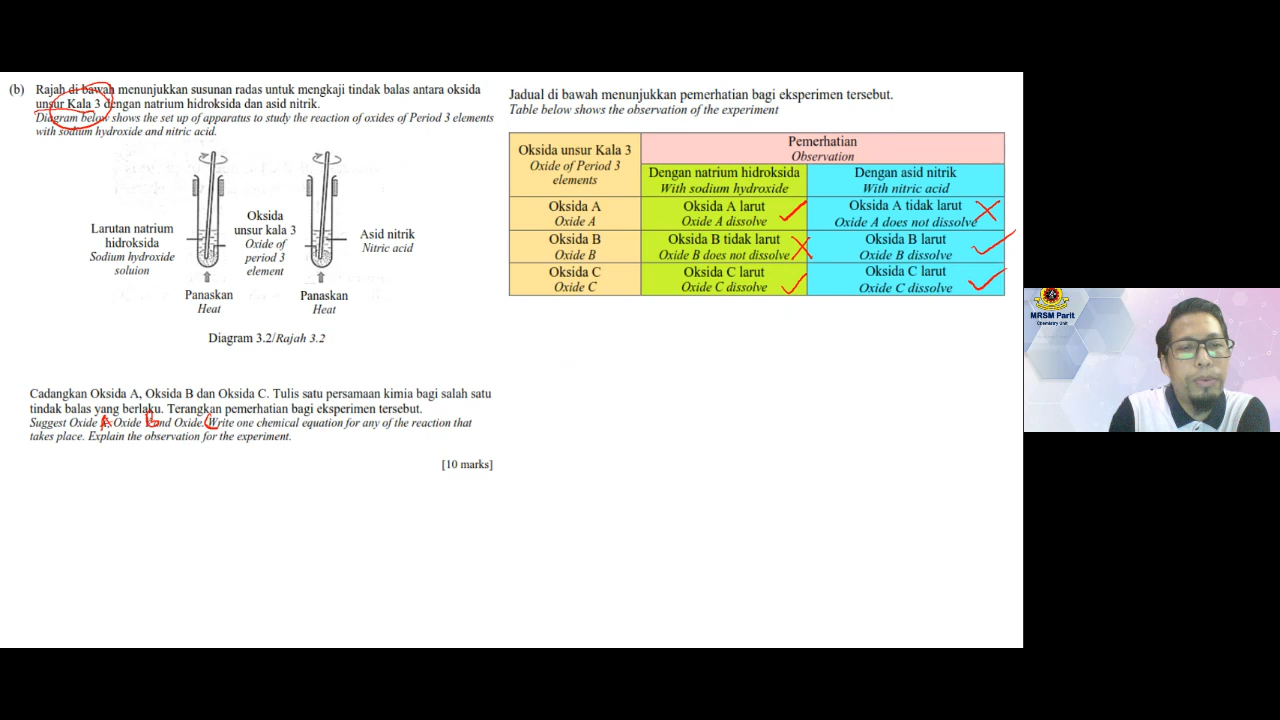 (b) Rajah di bawah menunjukkan susunan radas untuk mengkaji tindak balas antara oksida
unsur Kala 3 dengan natrium hidroksida dan asid nitrik.
Diagram below shows the set up of apparatus to study the reaction of oxides of Period 3 elements
with sodium hydroxide and nitric acid.
Larutan natrium
hidroksida
Sodium hydroxide
soluion
Oksida
unsur kala 3
Oxide of
period 3
element
Asid nitrik
Nitric acid
Panaskan
Heat
Panaskan
Heat
Diagram 3.2/Rajah 3.2
Cadangkan Oksida A, Oksida B dan Oksida C. Tulis satu persamaan kimia bagi salah satu
tindak balas yang berlaku. Terangkan pemerhatian bagi eksperimen tersebut.
Suggest Oxide A, Oxide B and Oxide C. Write one chemical equation for any of the reaction that
takes place. Explain the observation for the experiment.
[10 marks]
Jadual di bawah menunjukkan pemerhatian bagi eksperimen tersebut.
Table below shows the observation of the experiment
Oksida unsur Kala 3
Oxide of Period 3
elements
Pemerhatian
Observation
Dengan natrium hidroksida
With sodium hydroxide
Dengan asid nitrik
With nitric acid
Oksida A
Oxide A
Oksida A larut
Oxide A dissolve
Oksida A tidak larut
Oxide A does not dissolve
Oksida B
Oxide B
Oksida B tidak larut
Oxide B does not dissolve
Oksida B larut
Oxide B dissolve
Oksida C
Oxide C
Oksida C larut
Oxide C dissolve
Oksida C larut
Oxide C dissolve
MRSM Parit
Chemistry Unit